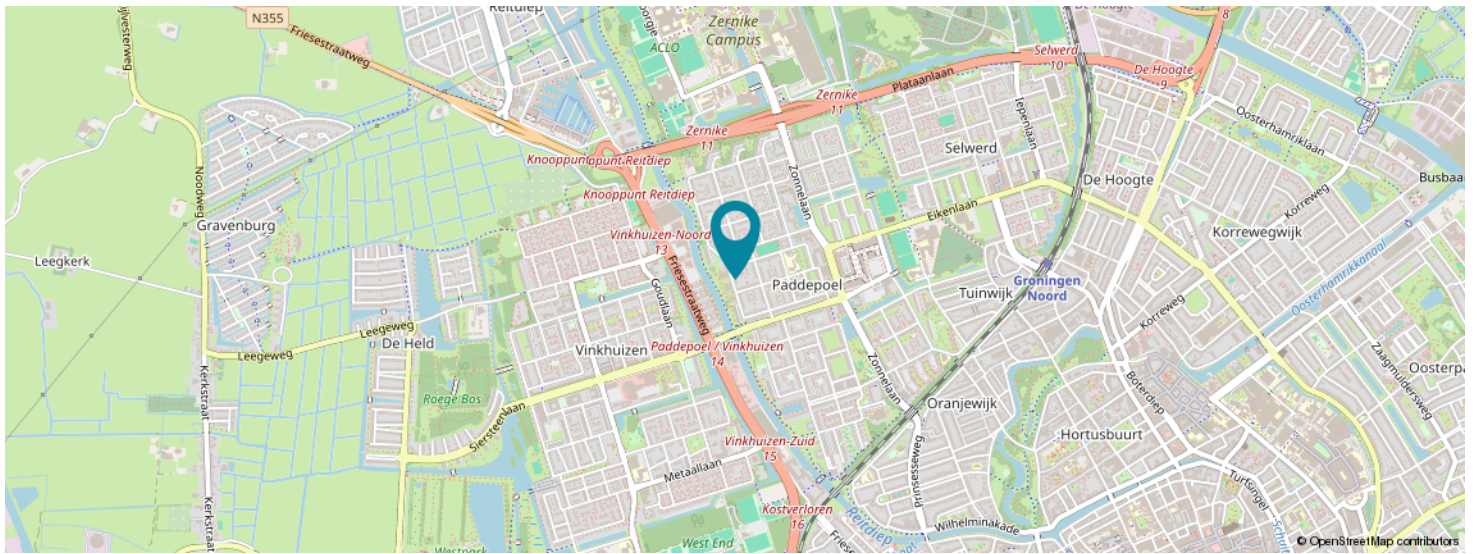 N355
Reitdiep
Friesestraatweg
Zernike
Campus
ACLO
Selwerd
10
De Hoogte
9
8
Plataanlaan
Zernike
11
Zernike
11
Iepenlaan
Oosterhamriklaan
Selwerd
Knooppunt Reitdiep
Knooppunt Reitdiep
De Hoogte
Busbaan
Zonnelaan
Eikenlaan
Korreweg
Noodweg
Gravenburg
Vinkhuizen-Noord
13
Korrewegwijk
Leegkerk
Friesestraatweg
Goudlaan
Paddepoel
Tuinwijk
Groningen
Noord
Oosterhamrikkanaal
Korreweg
Leegeweg
De Held
Leegeweg
Vinkhuizen
Paddepoel / Vinkhuizen
14
Zonnelaan
Zaagmuldersweg
Kerkstraat
Roege Bos
Siersteenlaan
Oranjewijk
Boterdiep
Hortusbuurt
Vinkhuizen-Zuid
15
Metaallaan
Prinsesseweg
Turfsingel
Kerkstraat
Kostverloren
16
Reitdiep
Wilhelminakade
West End
Westpark
© OpenStreetMap contributors